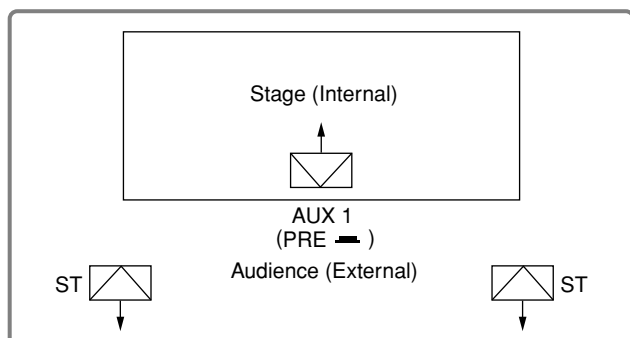 Stage (Internal)
AUX 1
(PRE )
Audience (External)
ST
ST